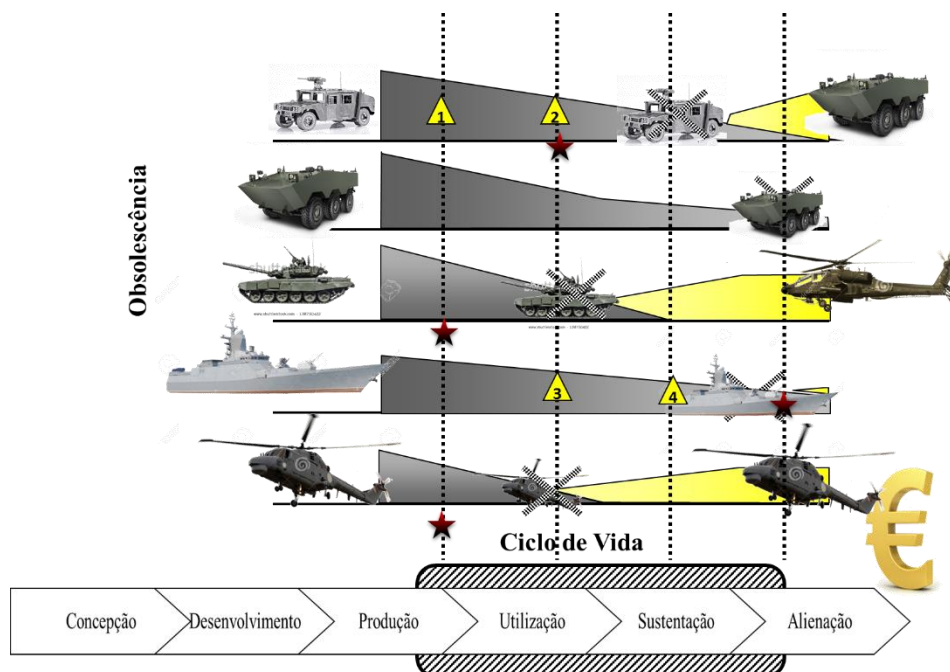 1
2
Obsolescência
3
4
Ciclo de Vida
€
Concepção
Desenvolvimento
Produção
Utilização
Sustentação
Alienação